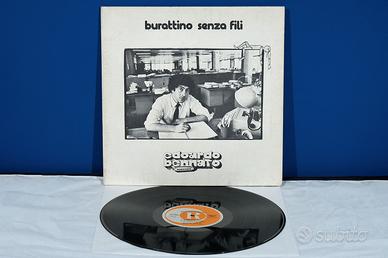 burattino senza fili
edoardo
bennato
subito